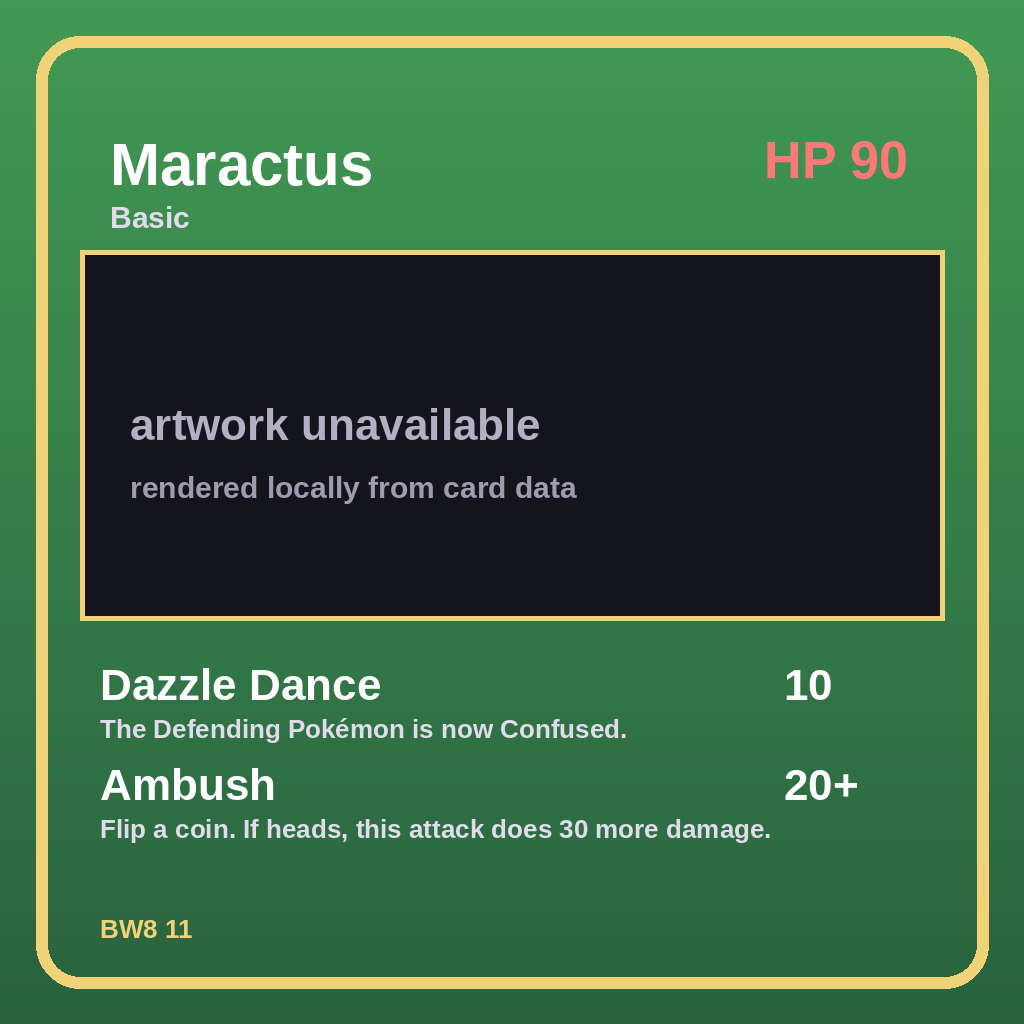 Maractus
HP 90
Basic
artwork unavailable
rendered locally from card data
Dazzle Dance 10
The Defending Pokémon is now Confused.
Ambush 20+
Flip a coin. If heads, this attack does 30 more damage.
BW8 11